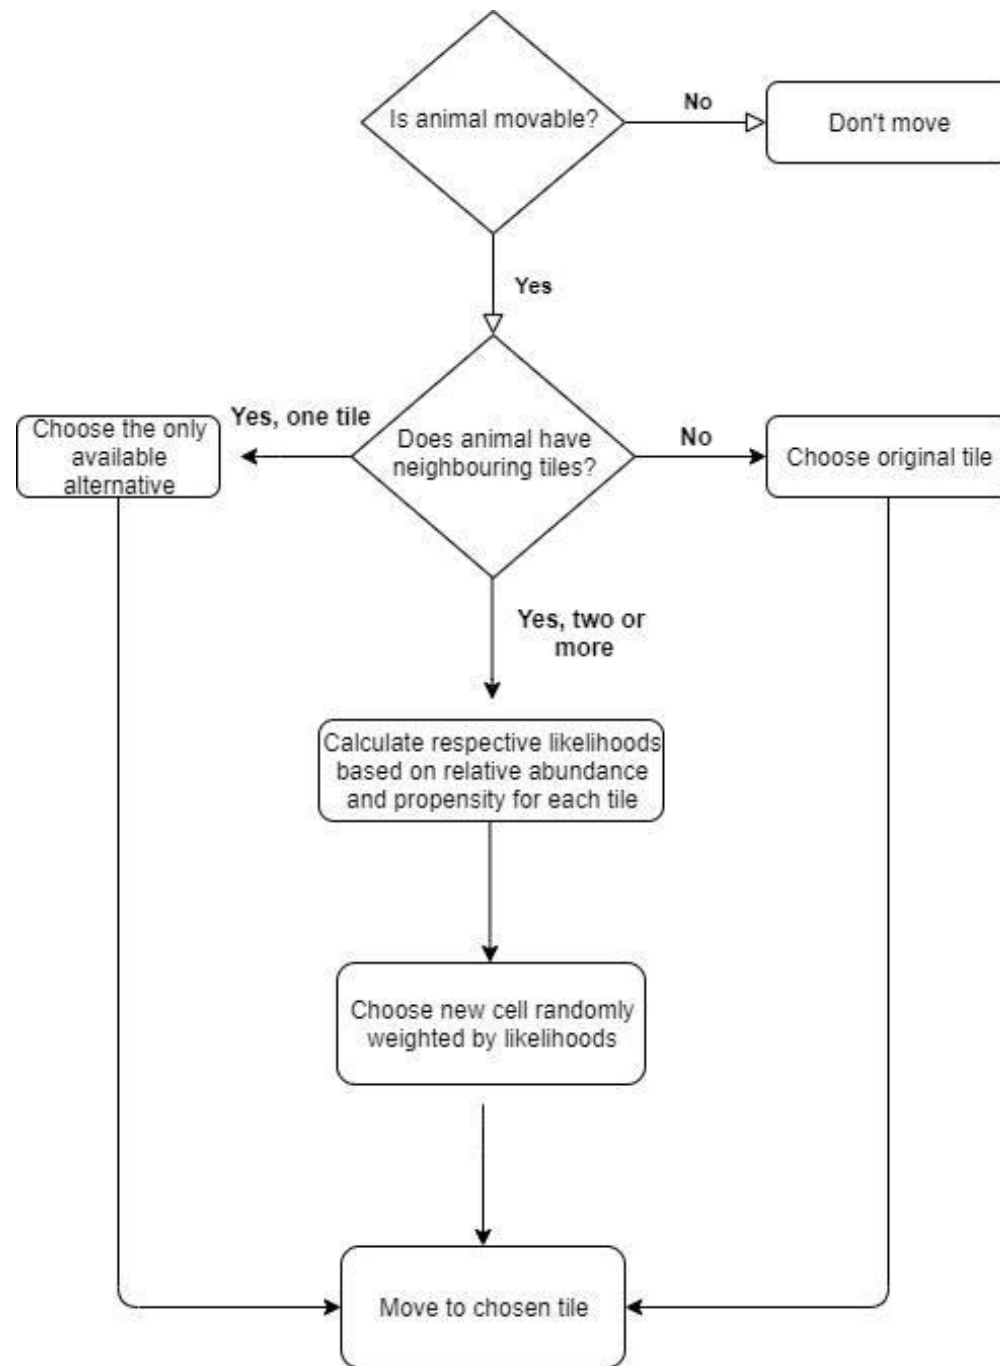 Is animal movable?
No
Don't move
Yes
Yes, one tile
Choose the only
available
alternative
Does animal have
neighbouring tiles?
No
Choose original tile
Yes, two or
more
Calculate respective likelihoods
based on relative abundance
and propensity for each tile
Choose new cell randomly
weighted by likelihoods
Move to chosen tile